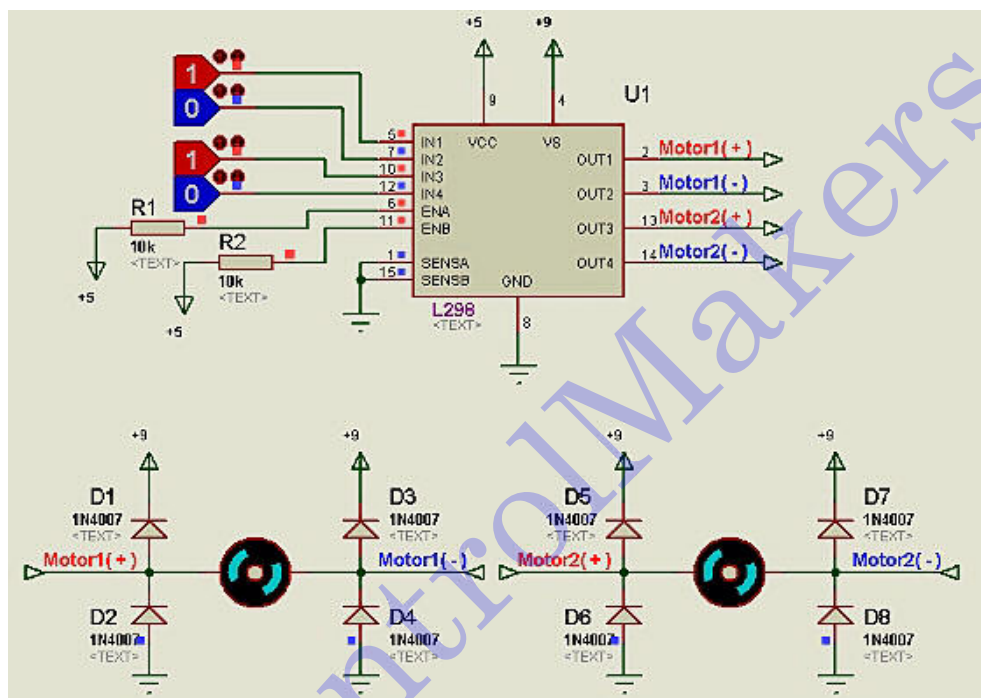 +5 +9
1
0
1
0
U1
9 4
5 IN1 VCC VS
7 IN2 OUT1 2 Motor1(+)
10 IN3 OUT2 3 Motor1(-)
12 IN4
6 ENA OUT3 13 Motor2(+)
11 ENB
1 SENSA OUT4 14 Motor2(-)
15 SENSB GND
8
R1
10k
<TEXT>
+5
R2
10k
<TEXT>
+5
L298
<TEXT>
+9 +9 +9 +9
D1 D3 D5 D7
1N4007 1N4007 1N4007 1N4007
<TEXT> <TEXT> <TEXT> <TEXT>
Motor1(+) Motor1(-) Motor2(+) Motor2(-)
D2 D4 D6 D8
1N4007 1N4007 1N4007 1N4007
<TEXT> <TEXT> <TEXT> <TEXT>